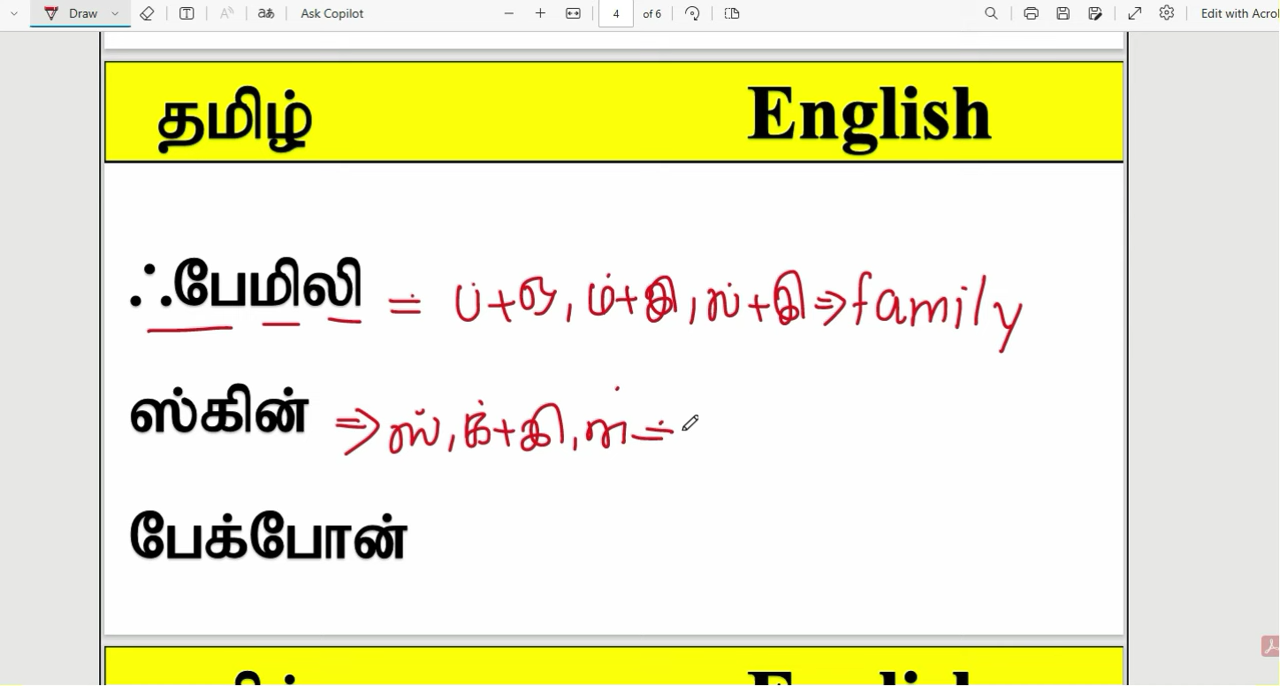 Draw Ask Copilot 4 of 6 Edit with Acro
தமிழ் English
ஃபேமிலி = ப்+ஏ, ம்+இ, ல்+இ ⇒ family
ஸ்கின் ⇒ ஸ், க்+இ, ன் =
பேக்போன்